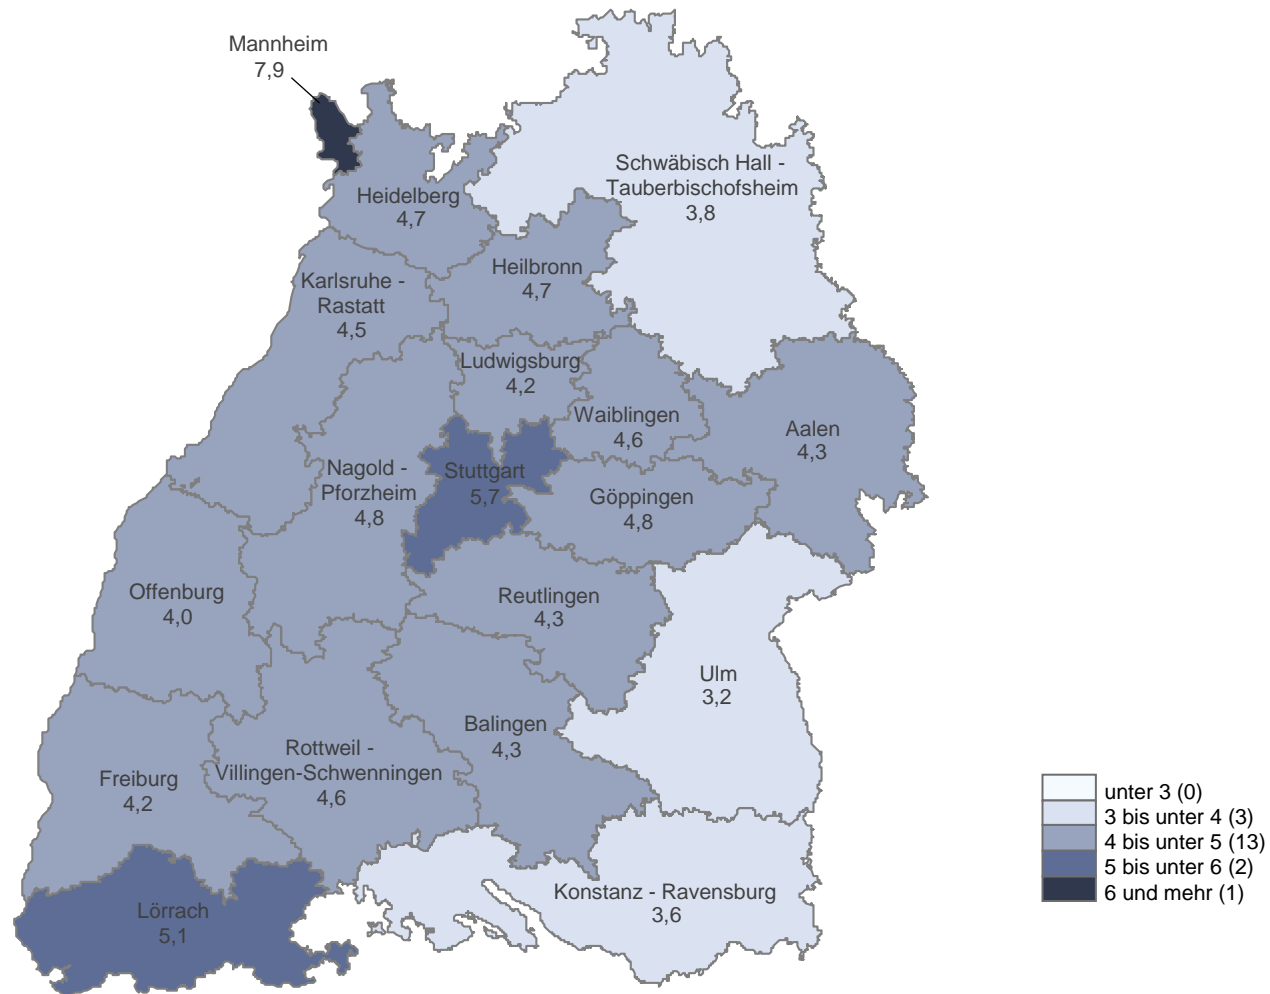 Mannheim
7,9
Schwäbisch Hall -
Tauberbischofsheim
3,8
Heidelberg
4,7
Heilbronn
4,7
Karlsruhe -
Rastatt
4,5
Ludwigsburg
4,2
Waiblingen
4,6
Aalen
4,3
Nagold -
Pforzheim
4,8
Stuttgart
5,7
Göppingen
4,8
Offenburg
4,0
Reutlingen
4,3
Ulm
3,2
Balingen
4,3
Rottweil -
Villingen-Schwenningen
4,6
Freiburg
4,2
Konstanz - Ravensburg
3,6
Lörrach
5,1
unter 3 (0)
3 bis unter 4 (3)
4 bis unter 5 (13)
5 bis unter 6 (2)
6 und mehr (1)